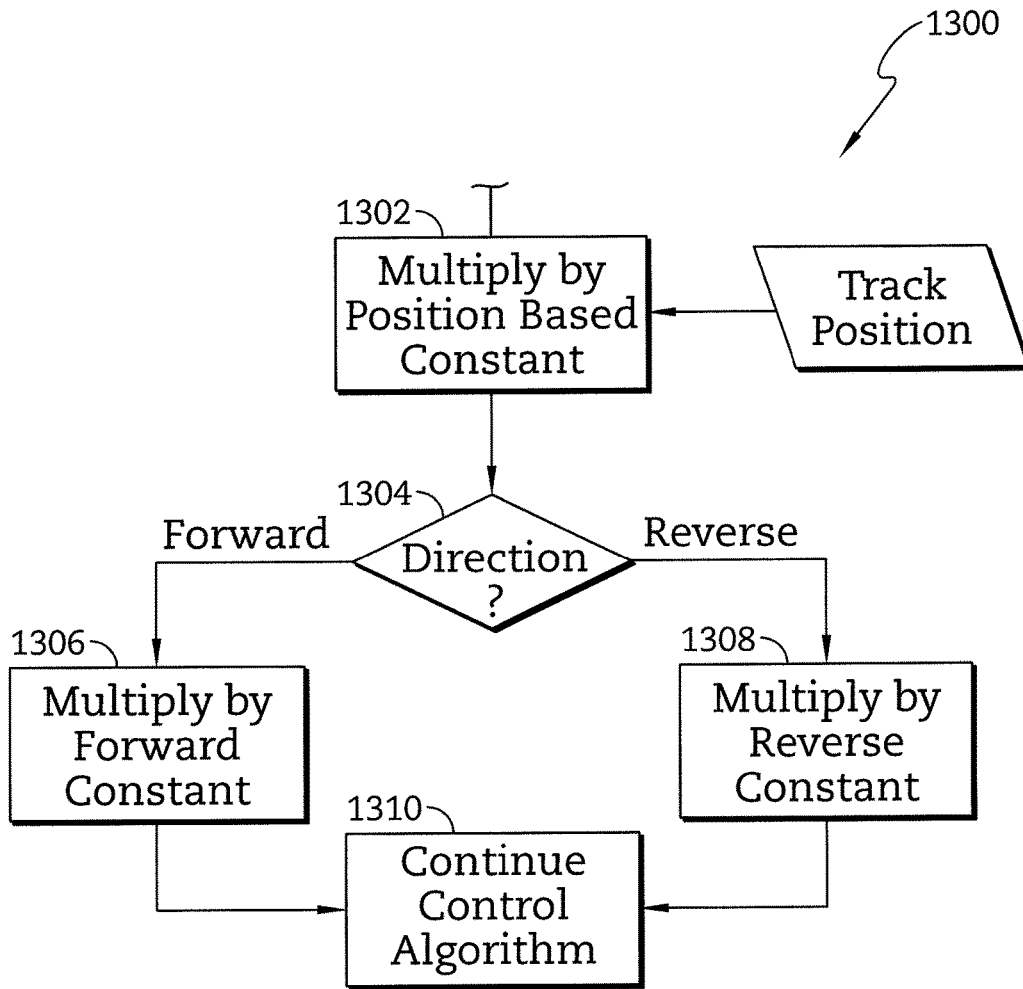 1300
1302
Multiply by
Position Based
Constant
Track
Position
1304
Forward
Direction
?
Reverse
1306
Multiply by
Forward
Constant
1308
Multiply by
Reverse
Constant
1310
Continue
Control
Algorithm